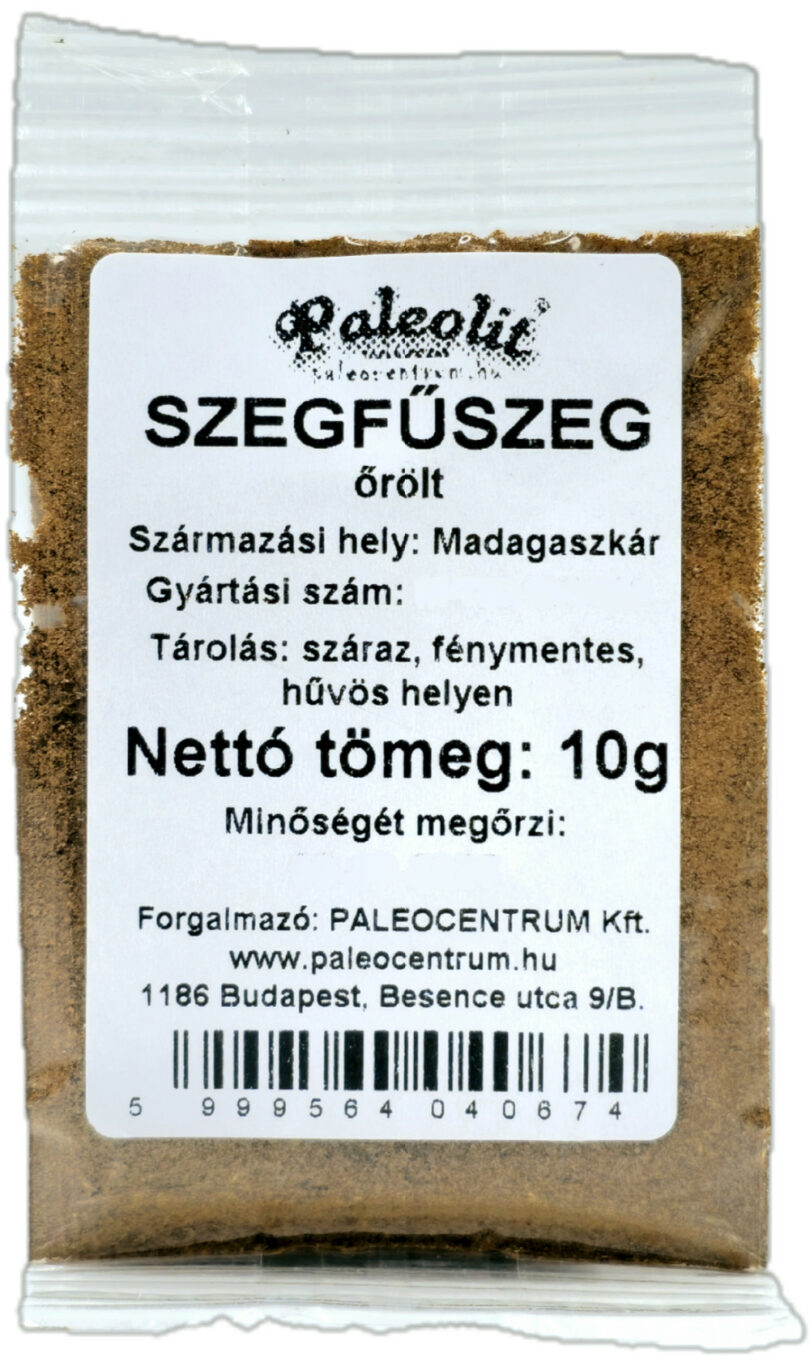 Paleolit®
paleocentrum.hu
SZEGFŰSZEG
őrölt
Származási hely: Madagaszkár
Gyártási szám:
Tárolás: száraz, fénymentes,
hűvös helyen
Nettó tömeg: 10g
Minőségét megőrzi:
Forgalmazó: PALEOCENTRUM Kft.
www.paleocentrum.hu
1186 Budapest, Besence utca 9/B.
5 999564 040674